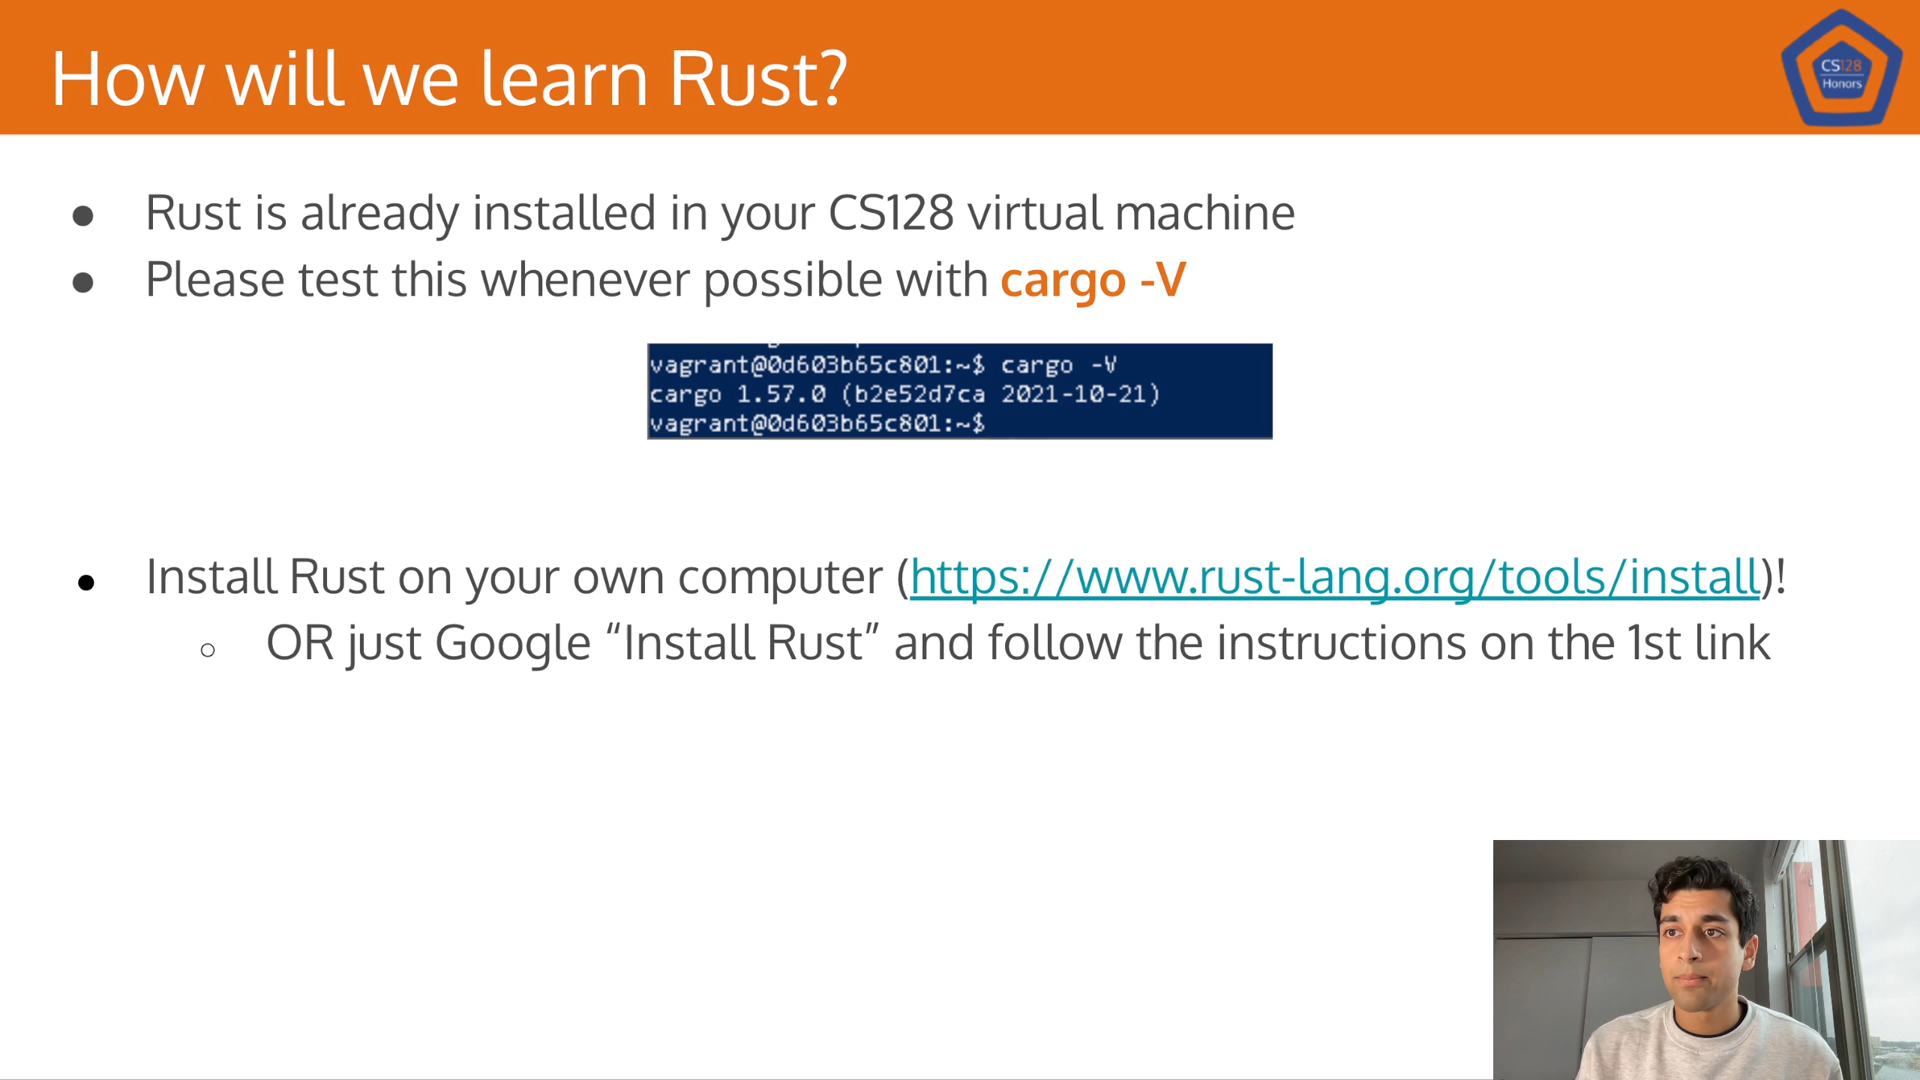 How will we learn Rust?
CS128
Honors
● Rust is already installed in your CS128 virtual machine
● Please test this whenever possible with cargo -V
vagrant@0d603b65c801:~$ cargo -V
cargo 1.57.0 (b2e52d7ca 2021-10-21)
vagrant@0d603b65c801:~$
● Install Rust on your own computer (https://www.rust-lang.org/tools/install)!
○ OR just Google “Install Rust” and follow the instructions on the 1st link